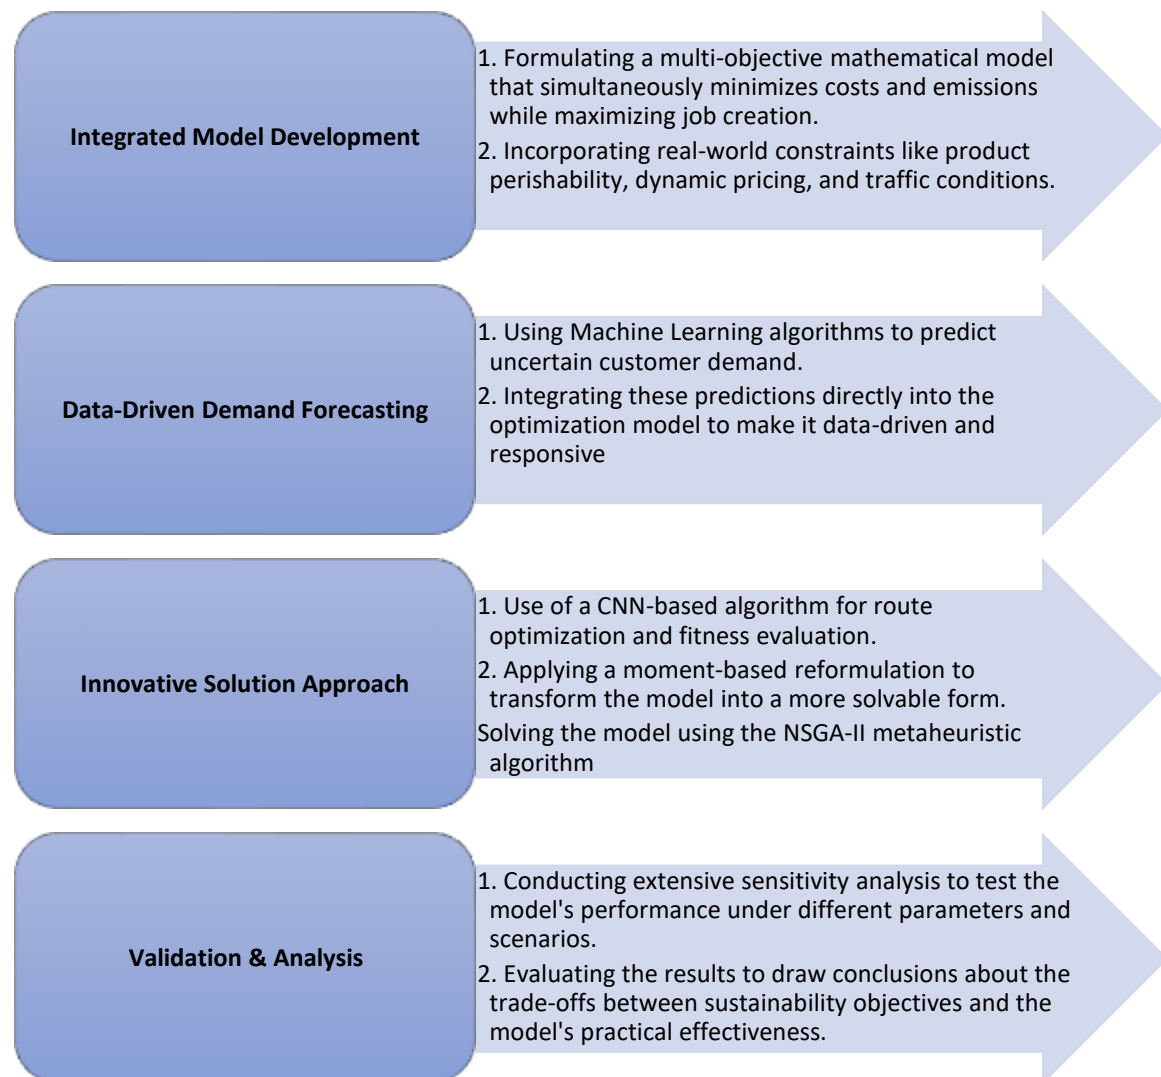 Integrated Model Development
1. Formulating a multi-objective mathematical model
that simultaneously minimizes costs and emissions
while maximizing job creation.
2. Incorporating real-world constraints like product
perishability, dynamic pricing, and traffic conditions.
Data-Driven Demand Forecasting
1. Using Machine Learning algorithms to predict
uncertain customer demand.
2. Integrating these predictions directly into the
optimization model to make it data-driven and
responsive
Innovative Solution Approach
1. Use of a CNN-based algorithm for route
optimization and fitness evaluation.
2. Applying a moment-based reformulation to
transform the model into a more solvable form.
Solving the model using the NSGA-II metaheuristic
algorithm
Validation & Analysis
1. Conducting extensive sensitivity analysis to test the
model's performance under different parameters and
scenarios.
2. Evaluating the results to draw conclusions about the
trade-offs between sustainability objectives and the
model's practical effectiveness.